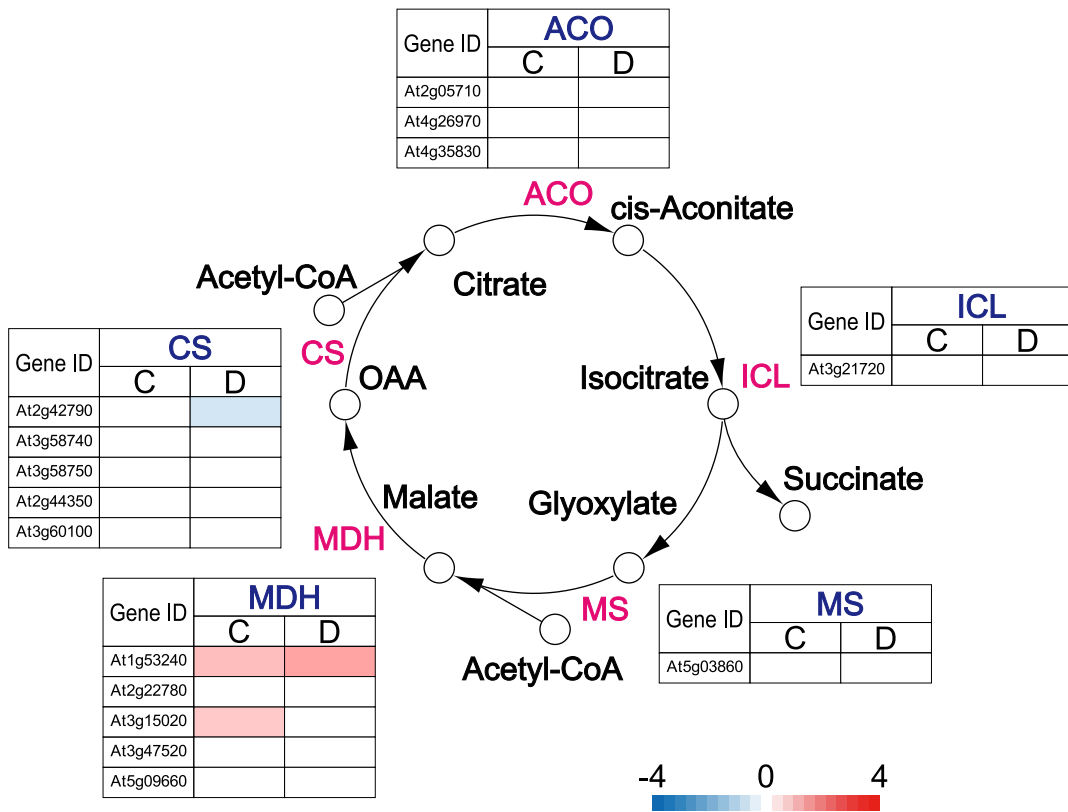 ACO
Gene ID
C D
At2g05710
At4g26970
At4g35830
ACO
cis-Aconitate
Acetyl-CoA
Citrate
ICL
Gene ID
C D
At3g21720
CS
Gene ID
C D
At2g42790
At3g58740
At3g58750
At2g44350
At3g60100
CS
OAA
Isocitrate
ICL
Malate
Glyoxylate
Succinate
MDH
MS
Acetyl-CoA
MDH
Gene ID
C D
At1g53240
At2g22780
At3g15020
At3g47520
At5g09660
MS
Gene ID
C D
At5g03860
-4 0 4